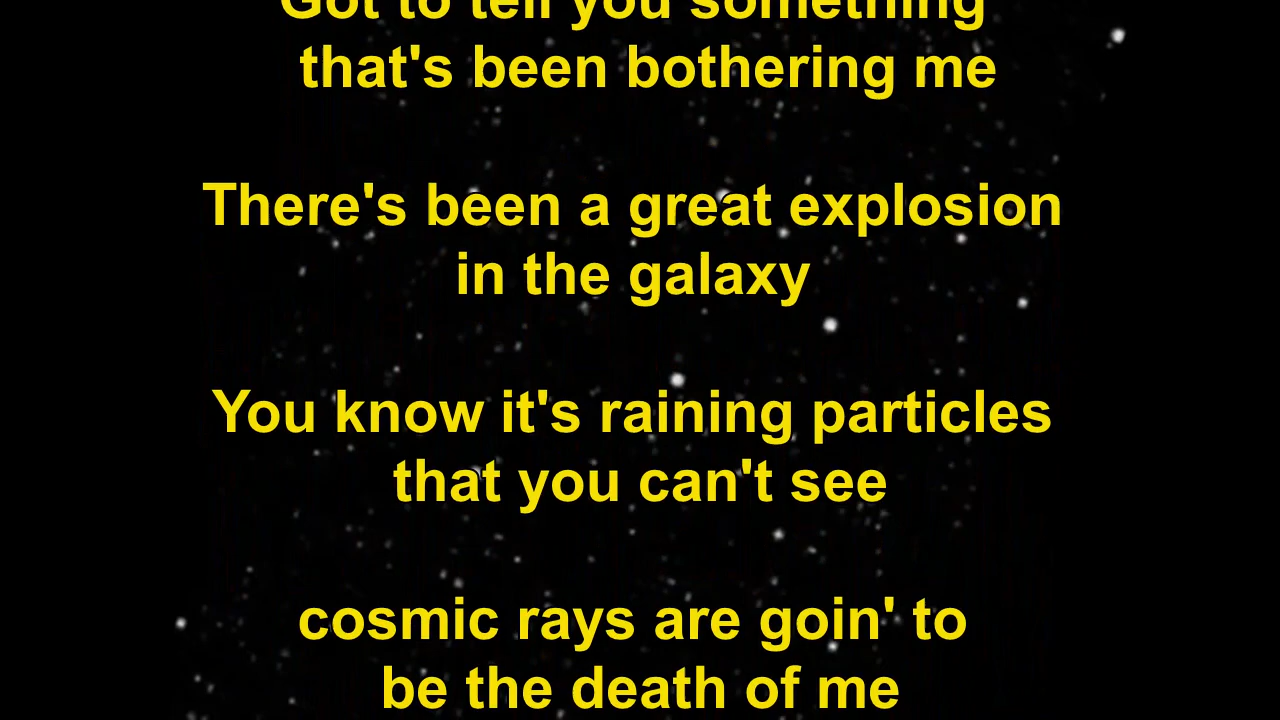 Got to tell you something
that's been bothering me
There's been a great explosion
in the galaxy
You know it's raining particles
that you can't see
cosmic rays are goin' to
be the death of me